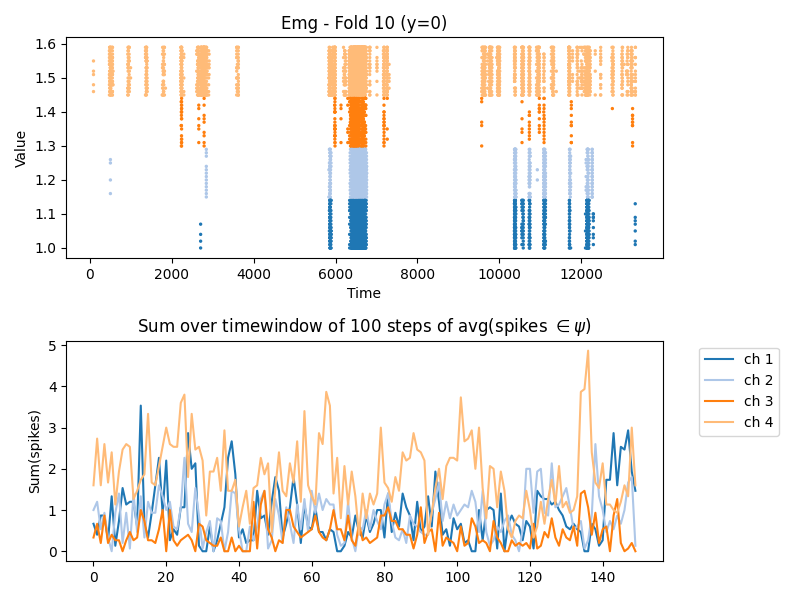 Emg - Fold 10 (y=0)
Value
1.6
1.5
1.4
1.3
1.2
1.1
1.0
0 2000 4000 6000 8000 10000 12000
Time
Sum over timewindow of 100 steps of avg(spikes ∈ ψ)
Sum(spikes)
5
4
3
2
1
0
0 20 40 60 80 100 120 140
ch 1
ch 2
ch 3
ch 4